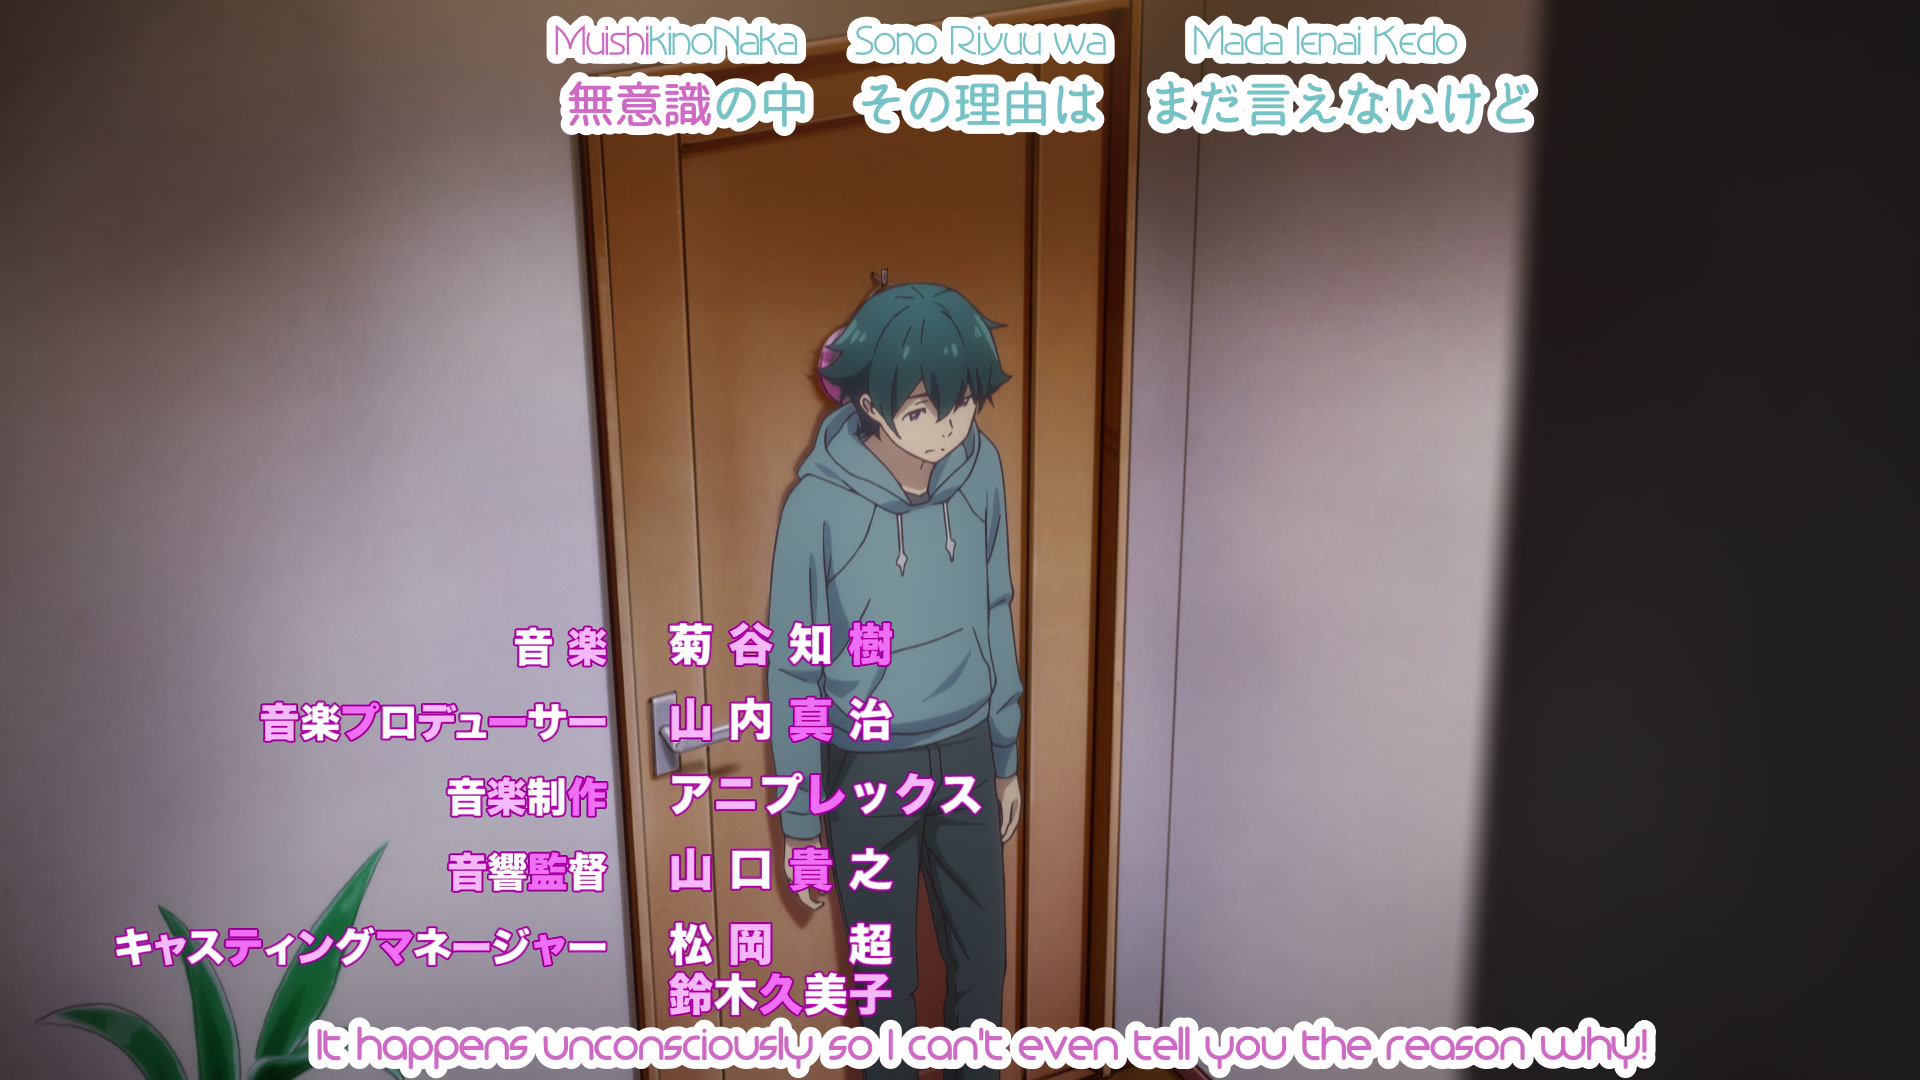 MuishikinoNaka Sono Riyuu wa Mada Ienai Kedo
無意識の中 その理由は まだ言えないけど
音楽 菊谷知樹
音楽プロデューサー 山内真治
音楽制作 アニプレックス
音響監督 山口貴之
キャスティングマネージャー 松岡 超
鈴木久美子
It happens unconsciously so I can't even tell you the reason why!